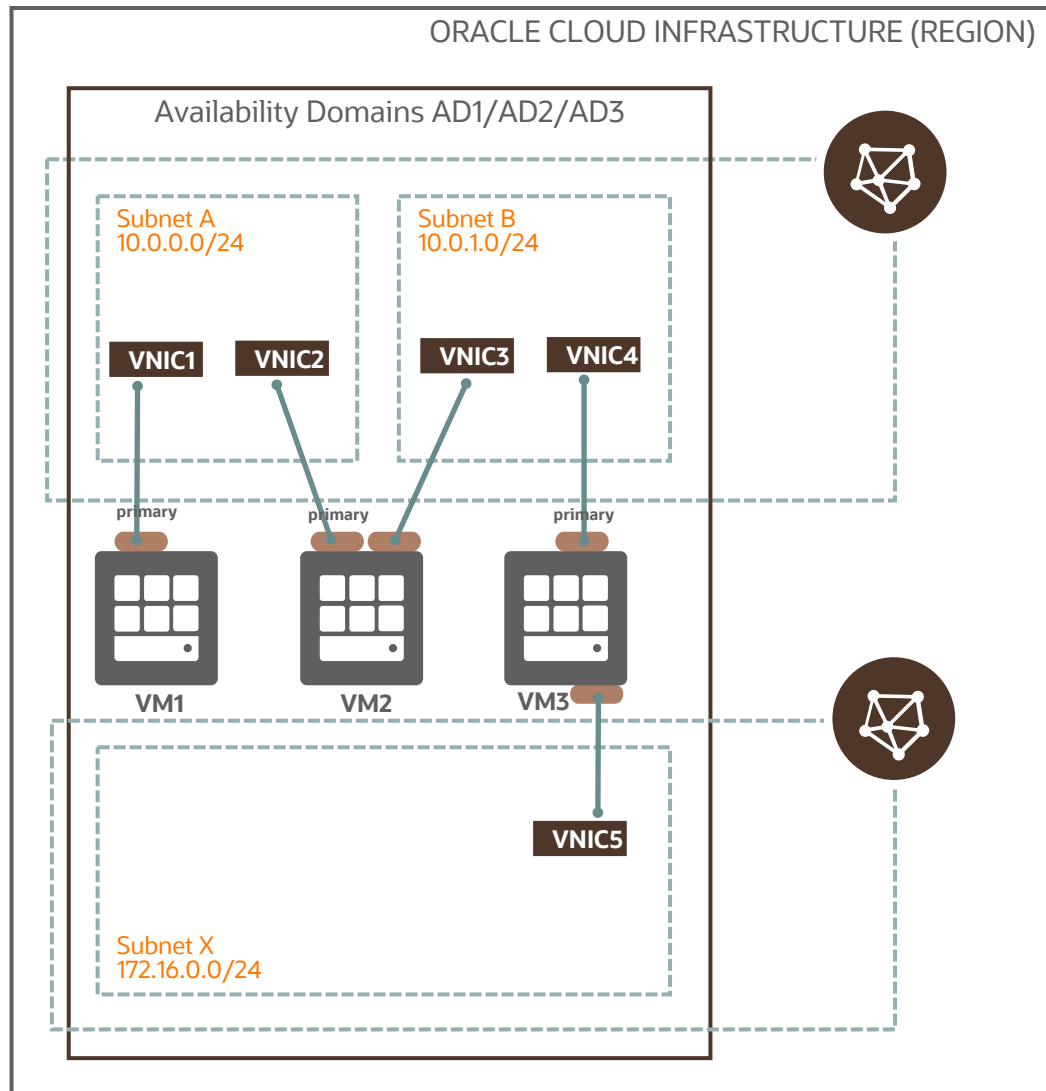 ORACLE CLOUD INFRASTRUCTURE (REGION)
Availability Domains AD1/AD2/AD3
Subnet A
10.0.0.0/24
Subnet B
10.0.1.0/24
VNIC1
VNIC2
VNIC3
VNIC4
primary
primary
primary
VM1
VM2
VM3
VNIC5
Subnet X
172.16.0.0/24